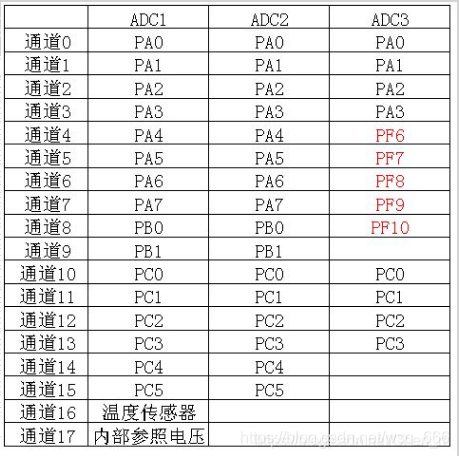 ADC1 ADC2 ADC3
通道0 PA0 PA0 PA0
通道1 PA1 PA1 PA1
通道2 PA2 PA2 PA2
通道3 PA3 PA3 PA3
通道4 PA4 PA4 PF6
通道5 PA5 PA5 PF7
通道6 PA6 PA6 PF8
通道7 PA7 PA7 PF9
通道8 PB0 PB0 PF10
通道9 PB1 PB1
通道10 PC0 PC0 PC0
通道11 PC1 PC1 PC1
通道12 PC2 PC2 PC2
通道13 PC3 PC3 PC3
通道14 PC4 PC4
通道15 PC5 PC5
通道16 温度传感器
通道17 内部参照电压 https://blog.csdn.net/wsq_666